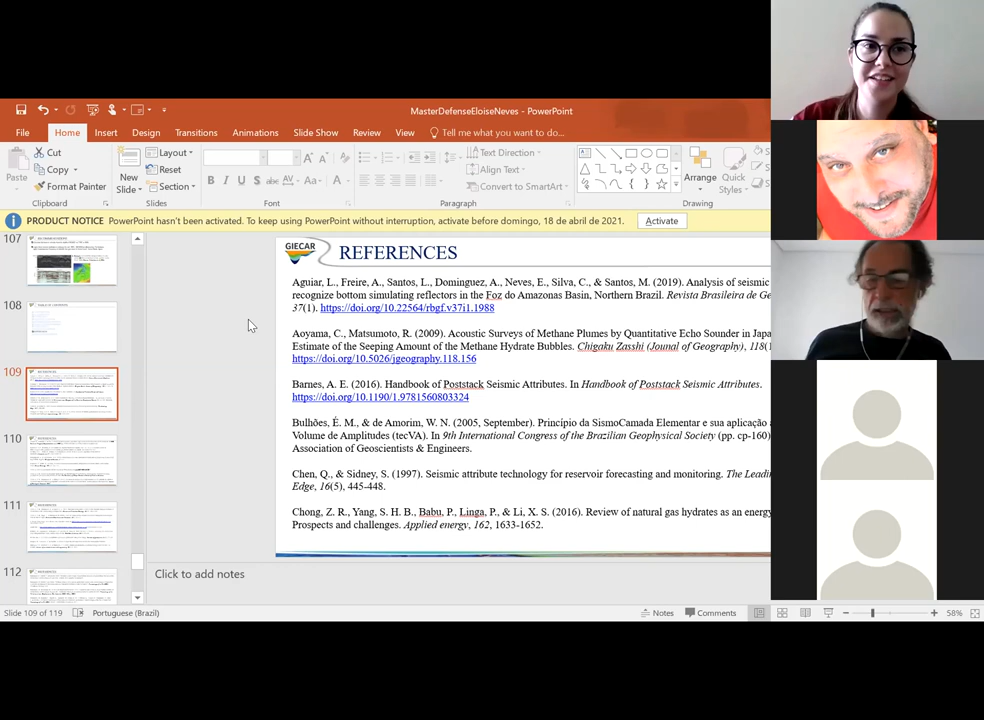 MasterDefenseEloiseNeves - PowerPoint
File Home Insert Design Transitions Animations Slide Show Review View Tell me what you want to do...
Paste
Cut
Copy
Format Painter
Clipboard
New Slide
Layout
Reset
Section
Slides
B I U S abc AV Aa A
Font
Paragraph
Text Direction
Align Text
Convert to SmartArt
Arrange
Quick Styles
Drawing
PRODUCT NOTICE PowerPoint hasn't been activated. To keep using PowerPoint without interruption, activate before domingo, 18 de abril de 2021. Activate
107
108
109
110
111
112
GIECAR
REFERENCES
Aguiar, L., Freire, A., Santos, L., Dominguez, A., Neves, E., Silva, C., & Santos, M. (2019). Analysis of seismic
recognize bottom simulating reflectors in the Foz do Amazonas Basin, Northern Brazil. Revista Brasileira de Ge
37(1). https://doi.org/10.22564/rbgf.v37i1.1988
Aoyama, C., Matsumoto, R. (2009). Acoustic Surveys of Methane Plumes by Quantitative Echo Sounder in Japa
Estimate of the Seeping Amount of the Methane Hydrate Bubbles. Chigaku Zasshi (Jounal of Geography), 118(1
https://doi.org/10.5026/jgeography.118.156
Barnes, A. E. (2016). Handbook of Poststack Seismic Attributes. In Handbook of Poststack Seismic Attributes.
https://doi.org/10.1190/1.9781560803324
Bulhões, É. M., & de Amorim, W. N. (2005, September). Princípio da SismoCamada Elementar e sua aplicação
Volume de Amplitudes (tecVA). In 9th International Congress of the Brazilian Geophysical Society (pp. cp-160)
Association of Geoscientists & Engineers.
Chen, Q., & Sidney, S. (1997). Seismic attribute technology for reservoir forecasting and monitoring. The Leadi
Edge, 16(5), 445-448.
Chong, Z. R., Yang, S. H. B., Babu, P., Linga, P., & Li, X. S. (2016). Review of natural gas hydrates as an energy
Prospects and challenges. Applied energy, 162, 1633-1652.
Click to add notes
Slide 109 of 119 Portuguese (Brazil) Notes Comments 58%